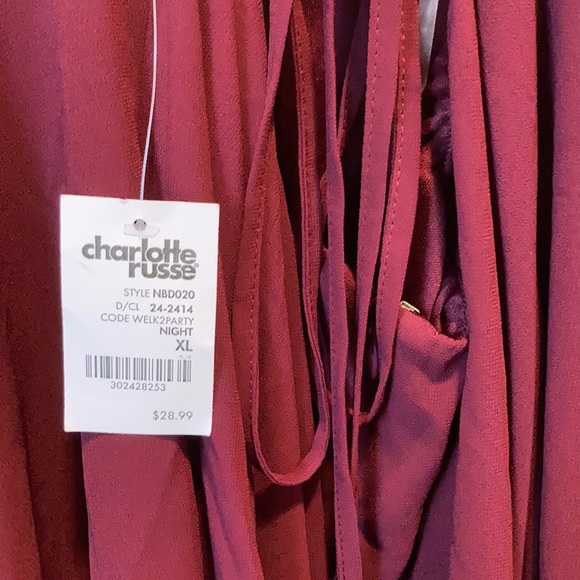 charlotte
russe
STYLE NBD020
D/CL 24-2414
CODE WELK2PARTY
NIGHT
XL
302428253
$28.99